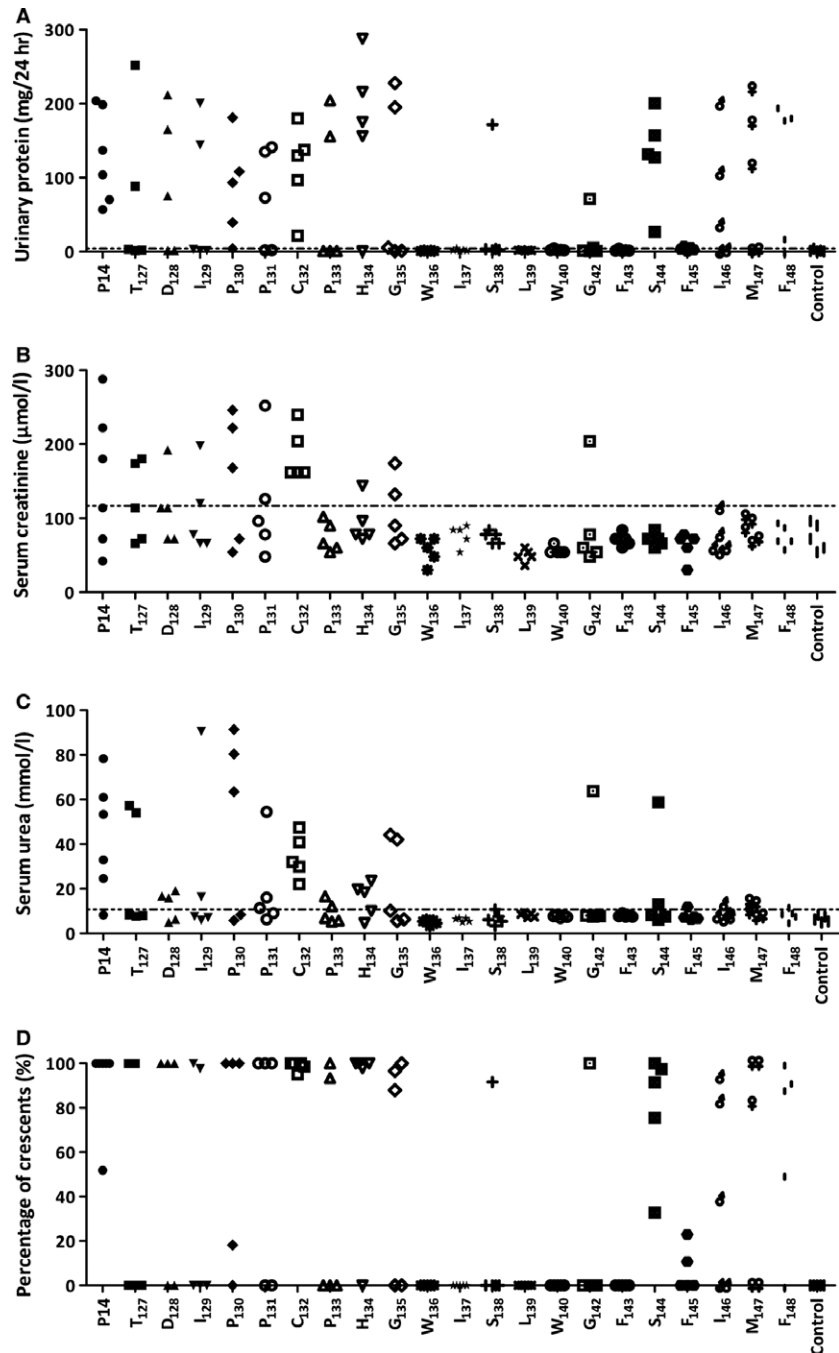 A
Urinary protein (mg/24 hr)
300
200
100
0
P14 T127 D128 I129 P130 P131 C132 P133 H134 G135 W136 I137 S138 L139 W140 G142 F143 S144 F145 I146 M147 F148 Control
B
Serum creatinine (µmol/l)
300
200
100
0
P14 T127 D128 I129 P130 P131 C132 P133 H134 G135 W136 I137 S138 L139 W140 G142 F143 S144 F145 I146 M147 F148 Control
C
Serum urea (mmol/l)
100
80
60
40
20
0
P14 T127 D128 I129 P130 P131 C132 P133 H134 G135 W136 I137 S138 L139 W140 G142 F143 S144 F145 I146 M147 F148 Control
D
Percentage of crescents (%)
100
80
60
40
20
0
P14 T127 D128 I129 P130 P131 C132 P133 H134 G135 W136 I137 S138 L139 W140 G142 F143 S144 F145 I146 M147 F148 Control